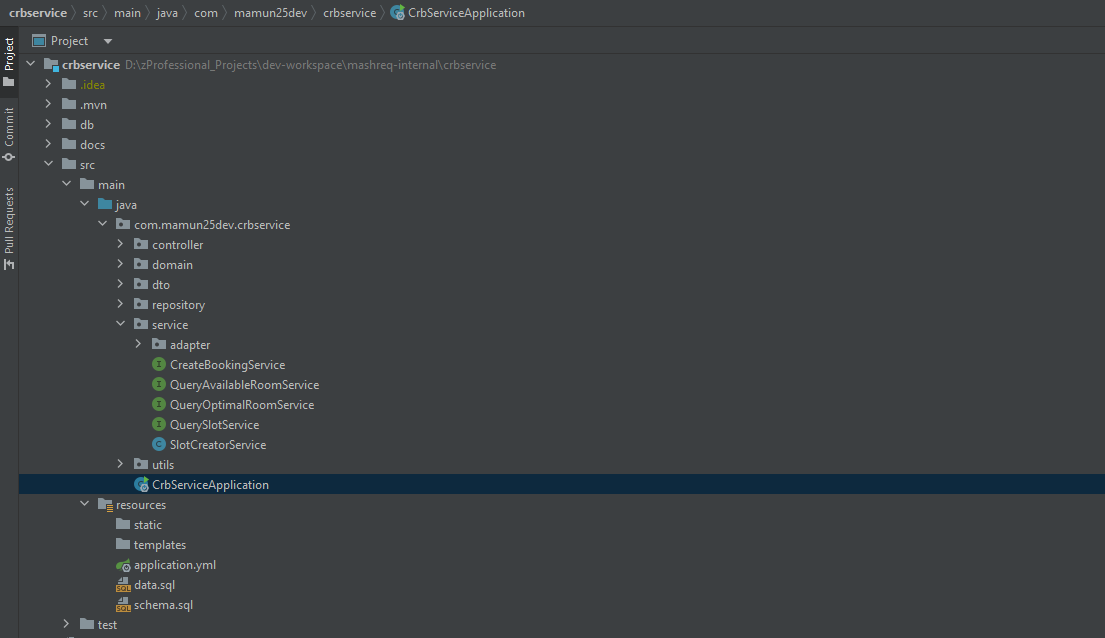 crbservice src main java com mamun25dev crbservice CrbServiceApplication
Project
Commit
Pull Requests
Project
crbservice D:\zProfessional_Projects\dev-workspace\mashreq-internal\crbservice
.idea
.mvn
db
docs
src
main
java
com.mamun25dev.crbservice
controller
domain
dto
repository
service
adapter
I CreateBookingService
I QueryAvailableRoomService
I QueryOptimalRoomService
I QuerySlotService
C SlotCreatorService
utils
CrbServiceApplication
resources
static
templates
application.yml
SQL data.sql
SQL schema.sql
test